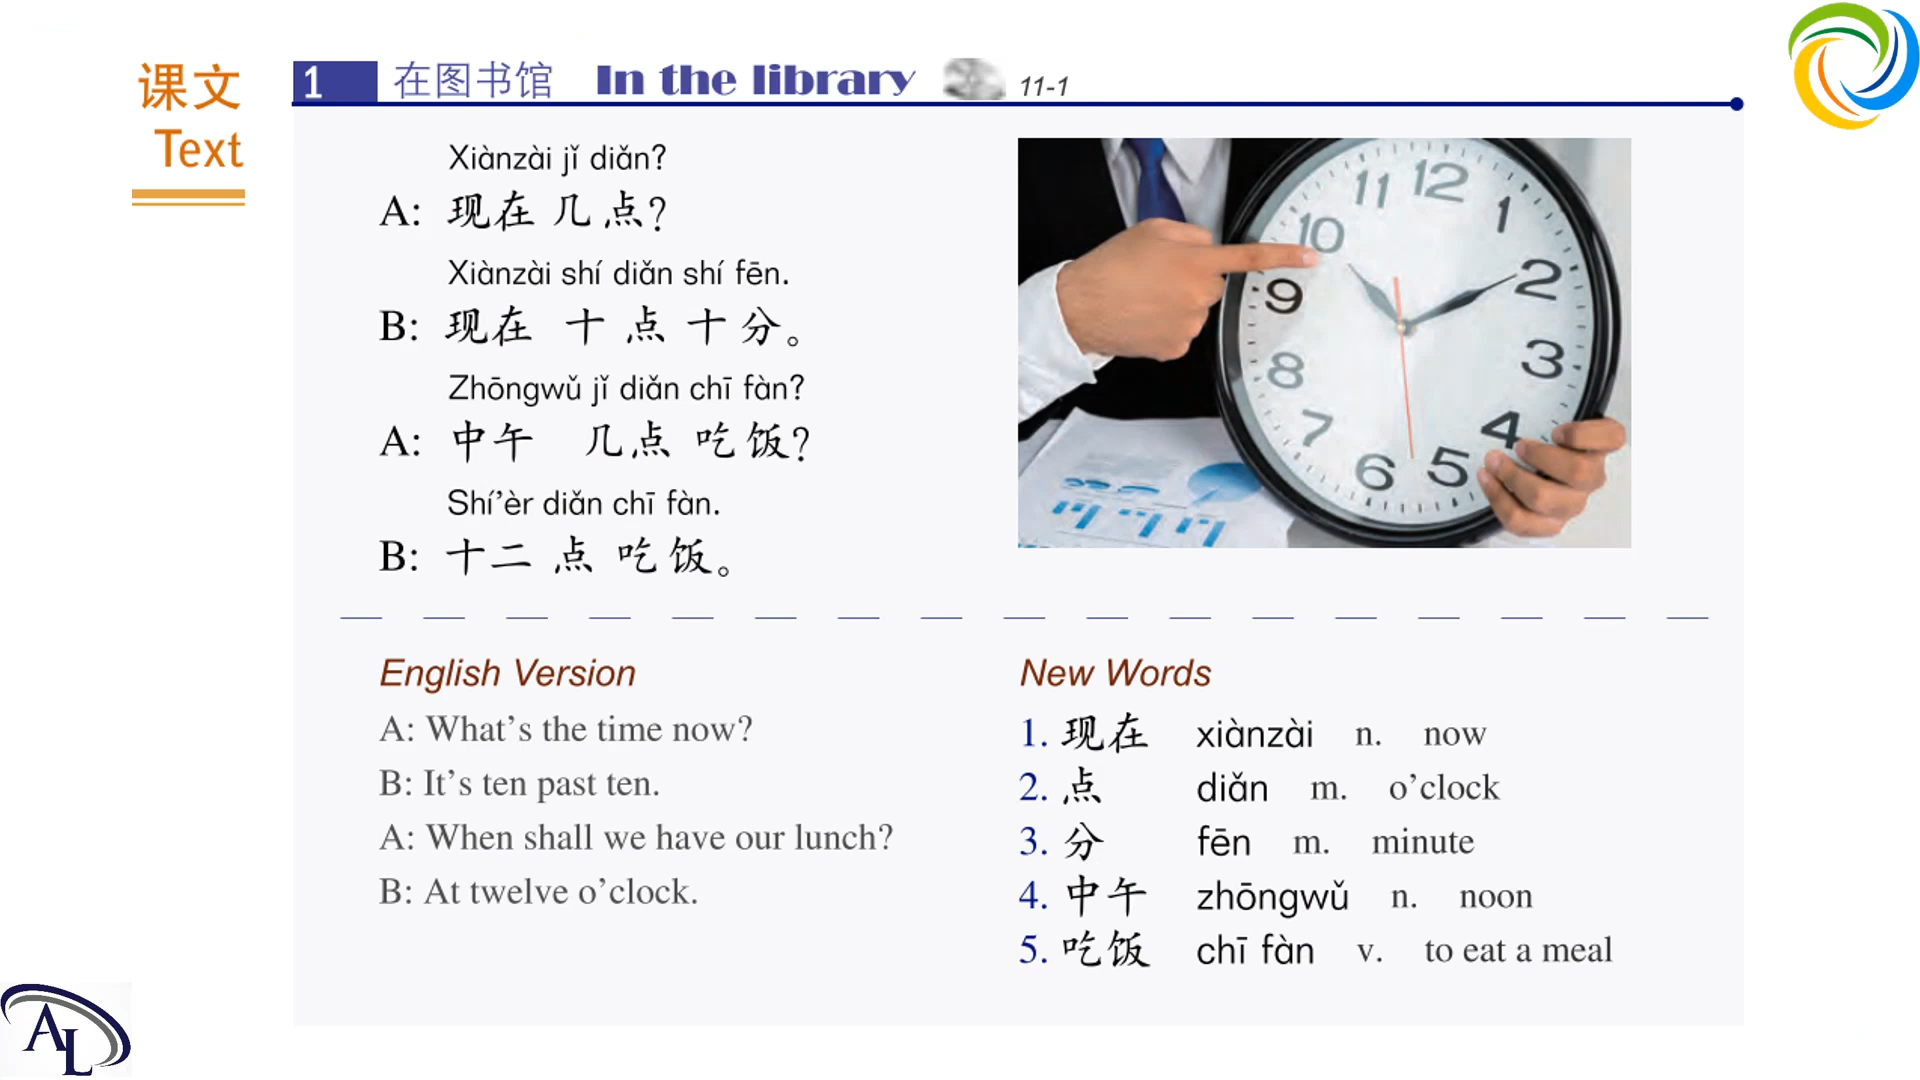 课文
Text
1 在图书馆 In the library 11-1
Xiànzài jǐ diǎn?
A: 现在 几 点?
Xiànzài shí diǎn shí fēn.
B: 现在 十 点 十 分。
Zhōngwǔ jǐ diǎn chī fàn?
A: 中午 几点 吃 饭?
Shí’èr diǎn chī fàn.
B: 十二 点 吃 饭。
12
1
2
3
4
5
6
7
8
9
10
11
English Version
A: What’s the time now?
B: It’s ten past ten.
A: When shall we have our lunch?
B: At twelve o’clock.
New Words
1. 现在 xiànzài n. now
2. 点 diǎn m. o’clock
3. 分 fēn m. minute
4. 中午 zhōngwǔ n. noon
5. 吃饭 chī fàn v. to eat a meal
AL